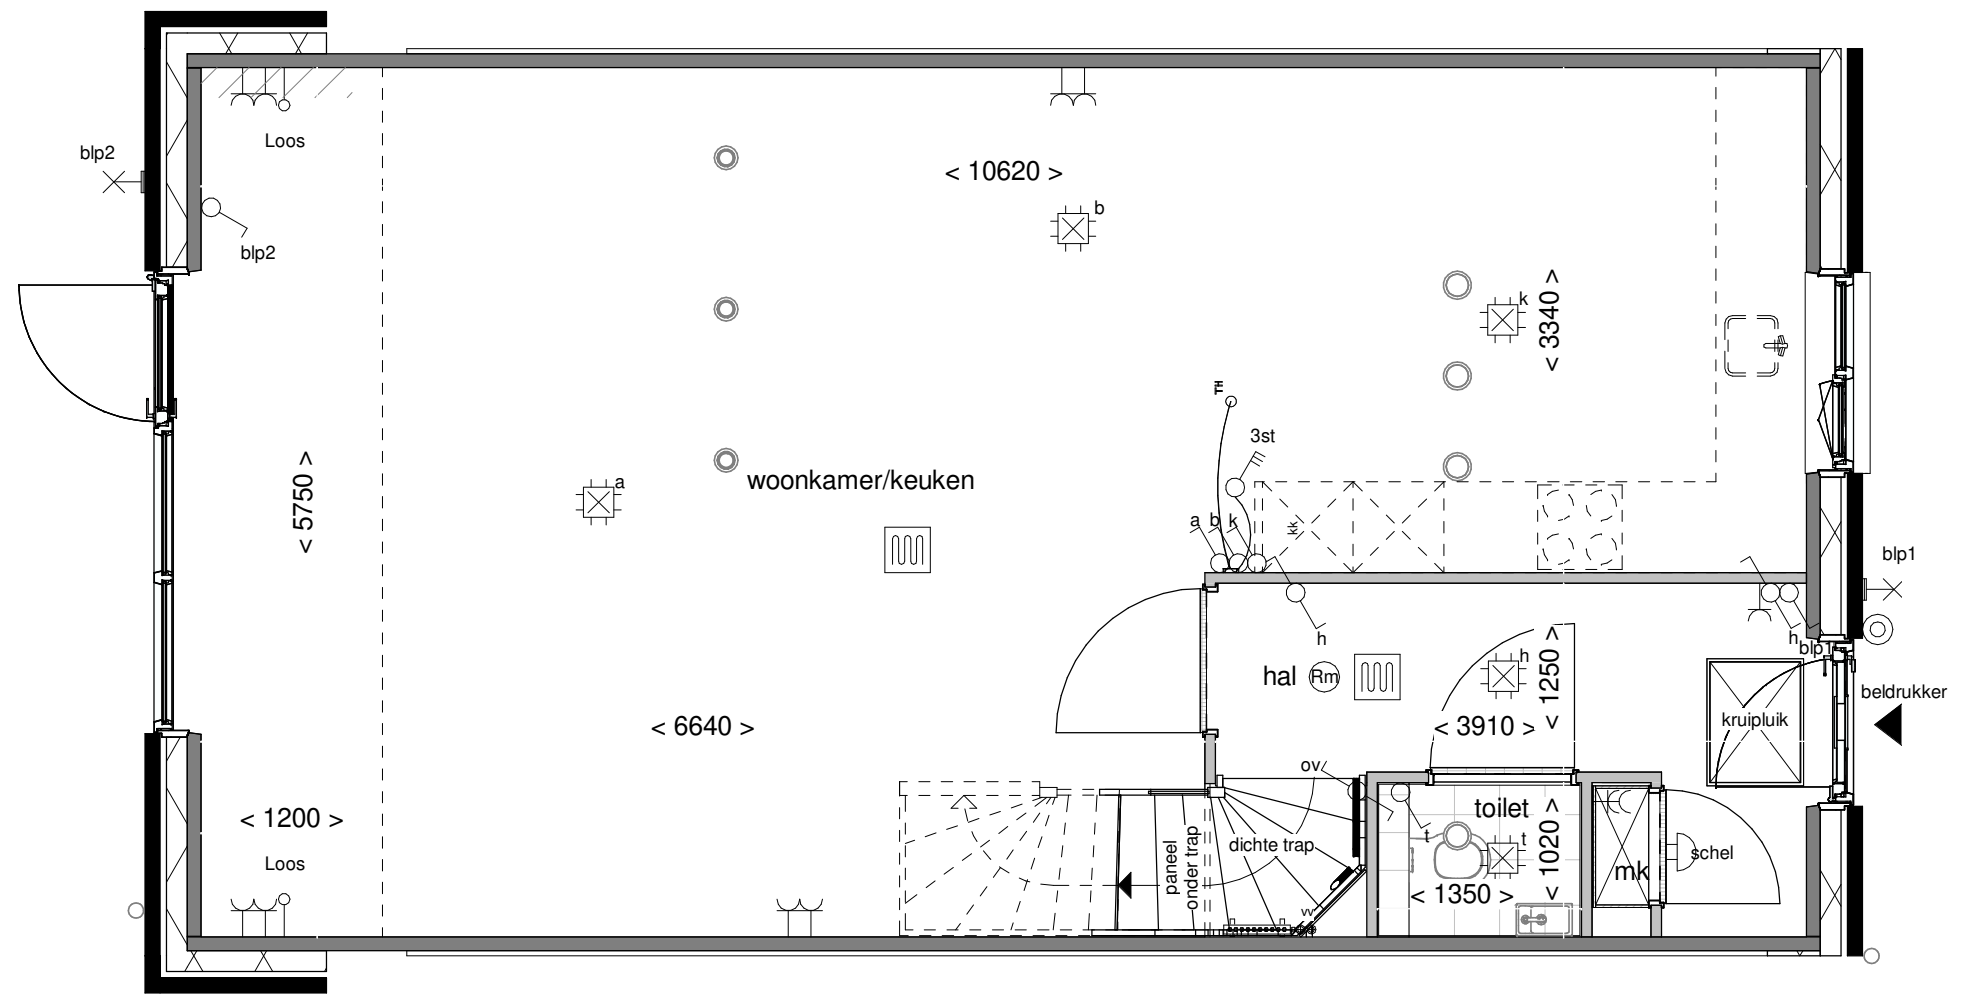 Loos
blp2
< 10620 >
b
blp2
k
< 3340 >
3st
a
woonkamer/keuken
< 5750 >
a
b
k
kk
blp1
h
h
blp1
hal
Rm
h
< 1250 >
beldrukker
kruipluik
< 6640 >
< 3910 >
ov
toilet
< 1200 >
t
t
< 1020 >
dichte trap
paneel
onder trap
schel
Loos
mk
< 1350 >
vv